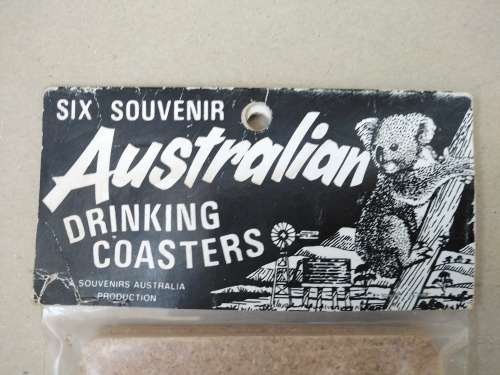 SIX SOUVENIR
Australian
DRINKING
COASTERS
SOUVENIRS AUSTRALIA
PRODUCTION